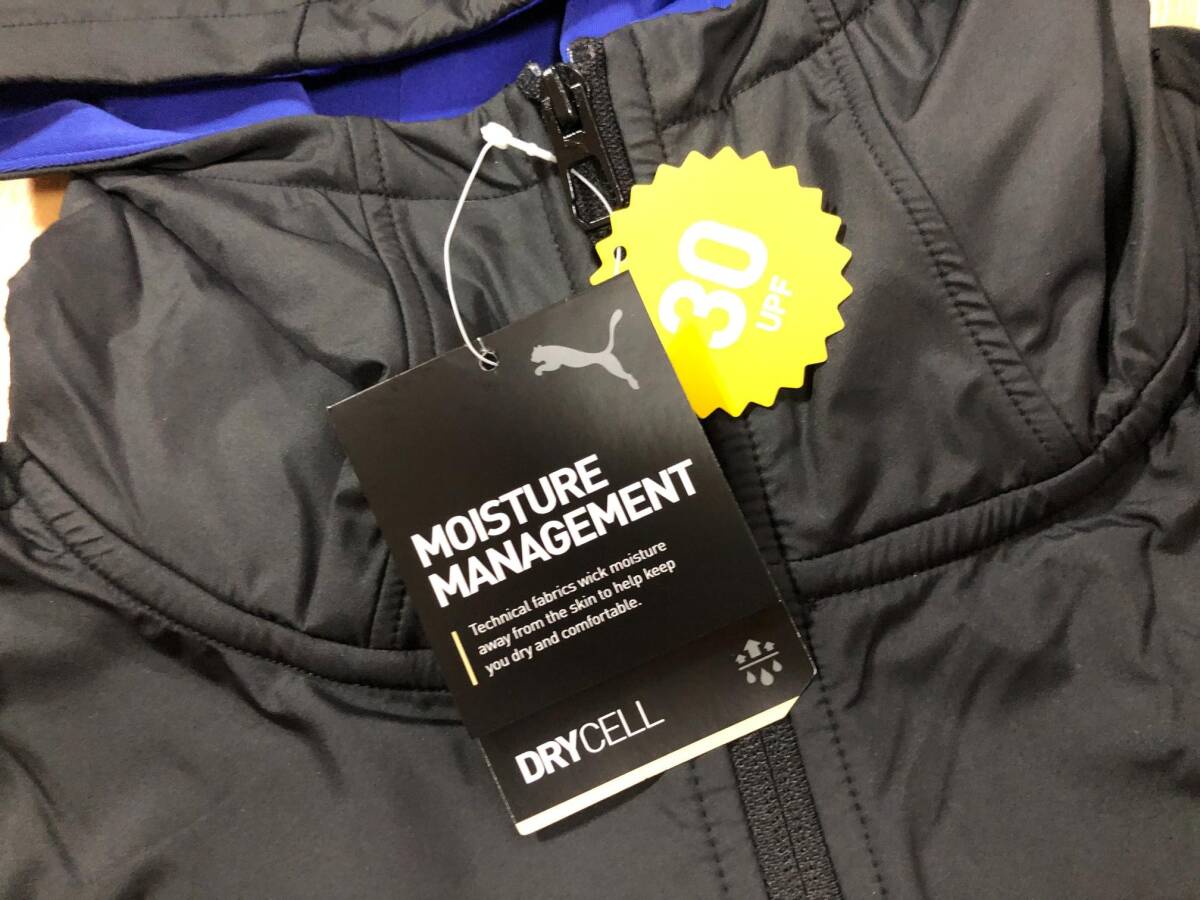 30
UPF
MOISTURE
MANAGEMENT
Technical fabrics wick moisture
away from the skin to help keep
you dry and comfortable.
DRYCELL